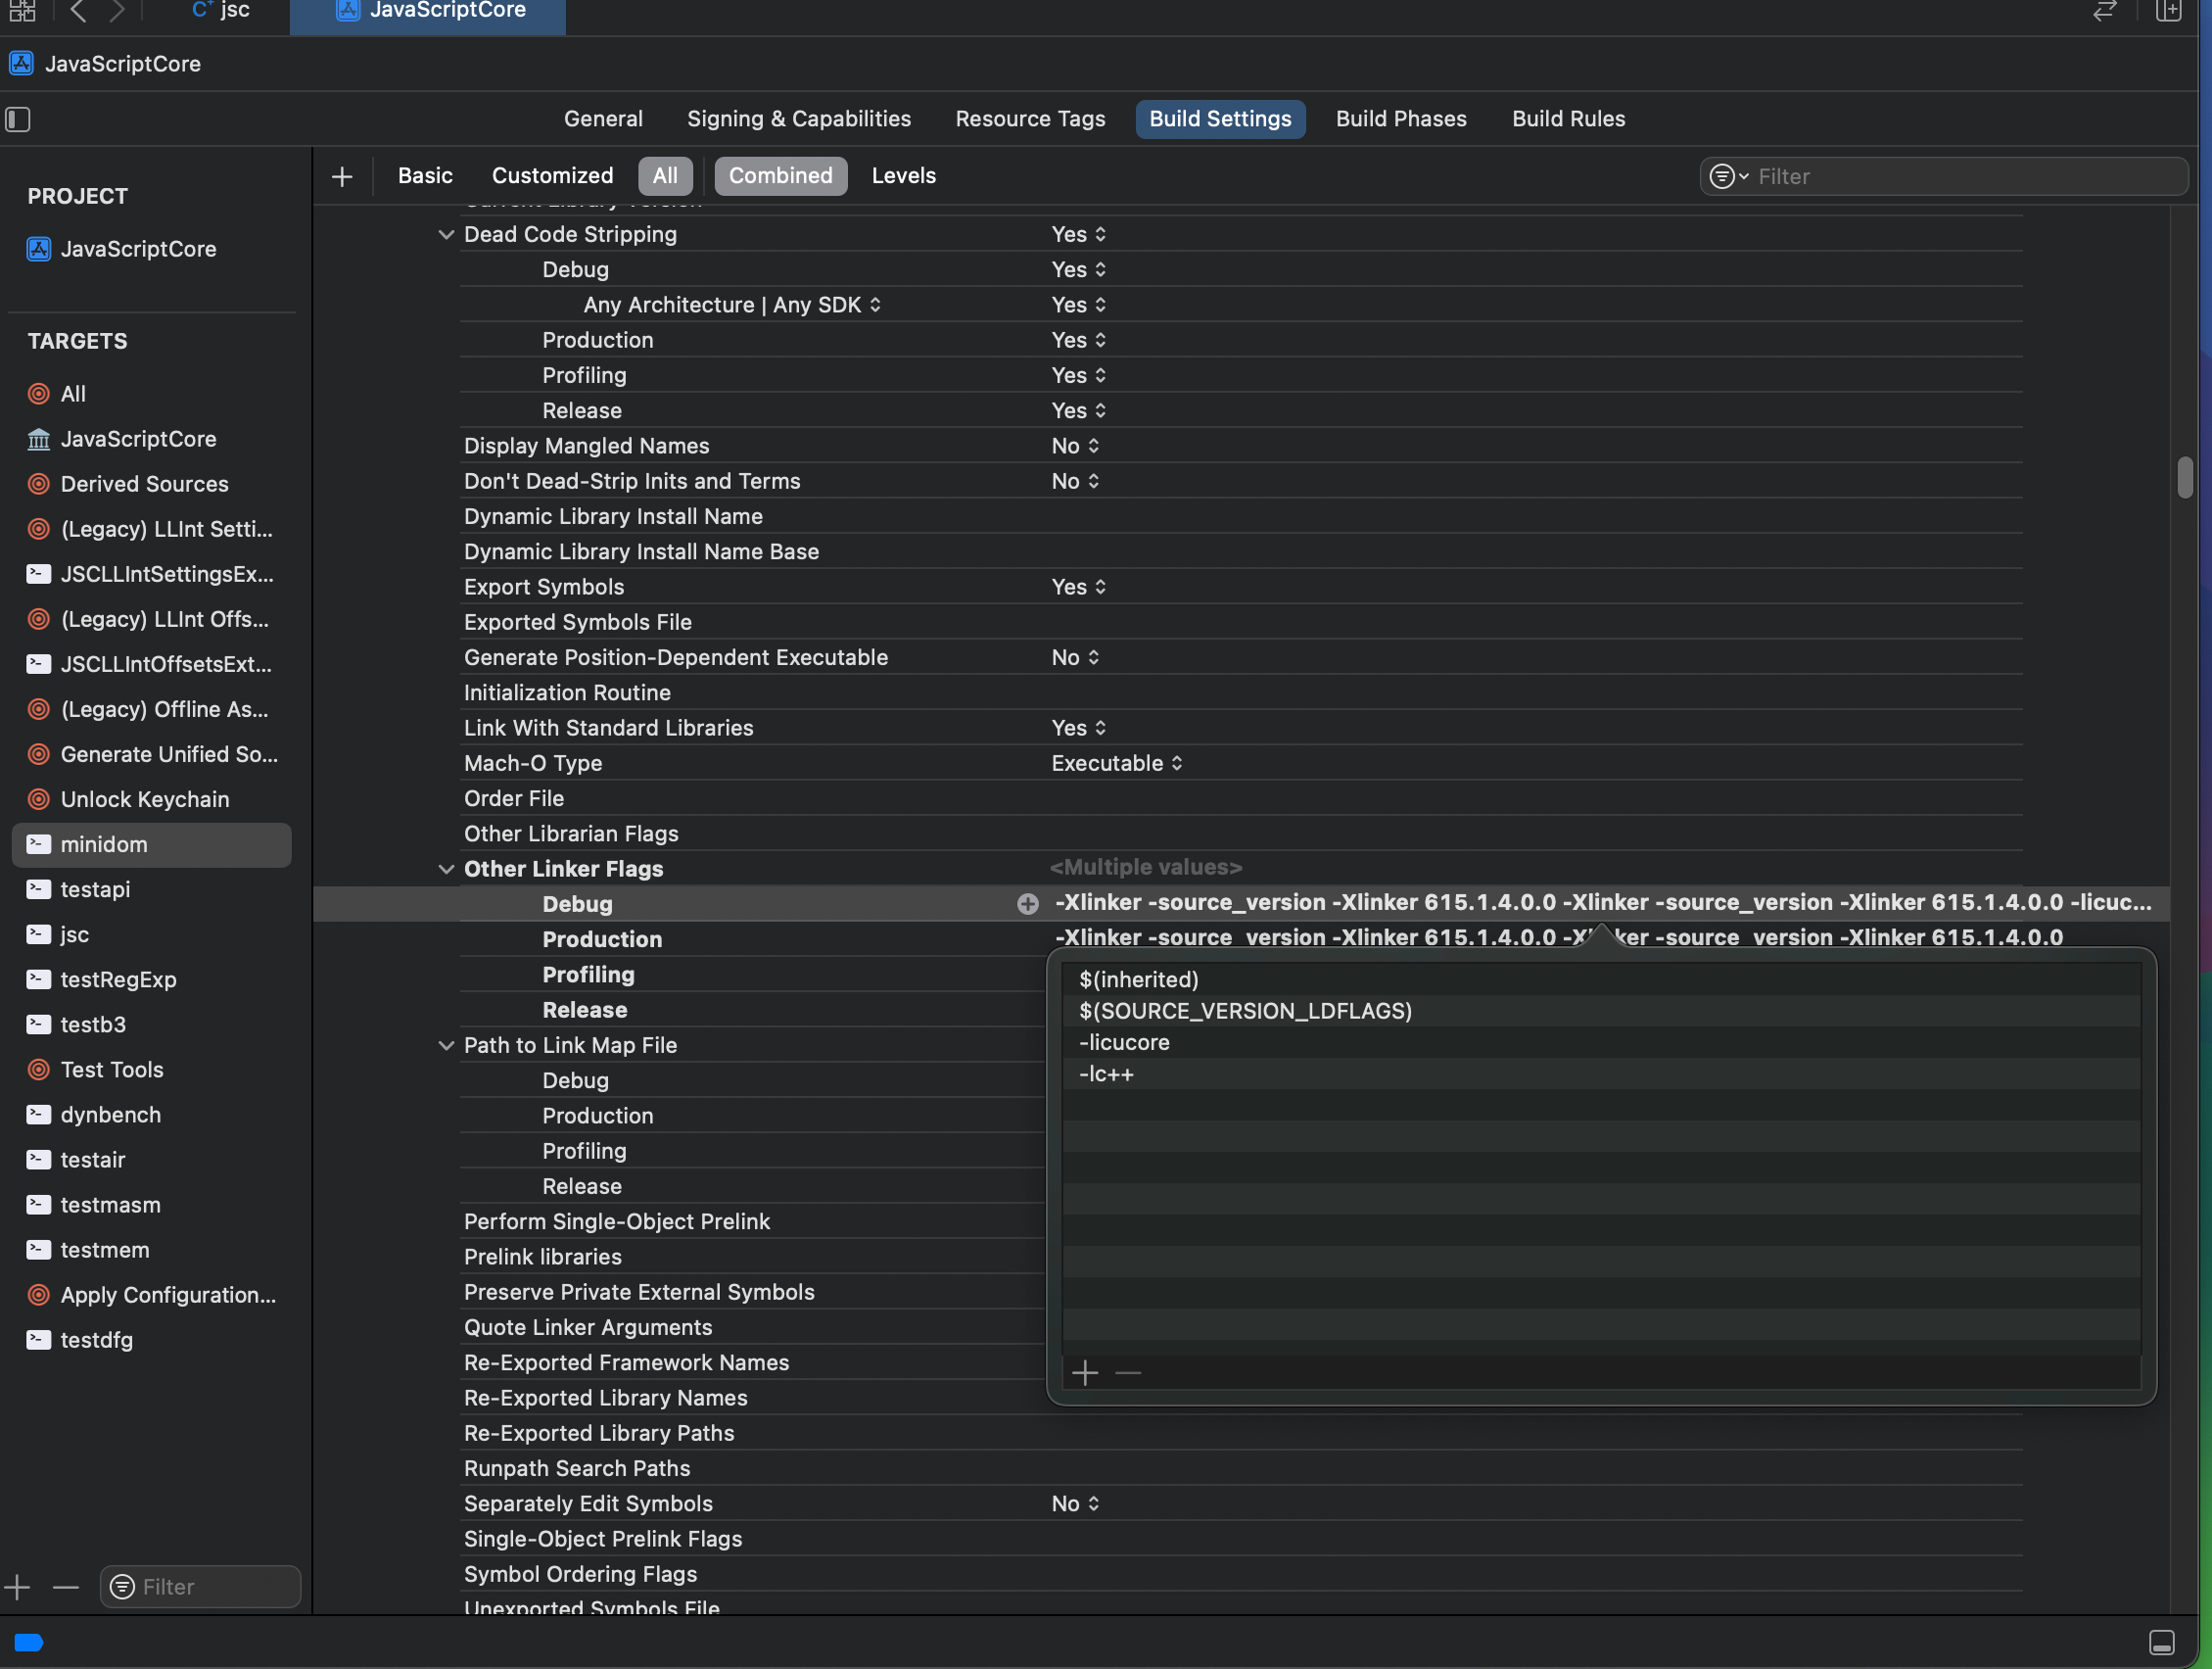 jsc
JavaScriptCore
JavaScriptCore
General
Signing & Capabilities
Resource Tags
Build Settings
Build Phases
Build Rules
PROJECT
JavaScriptCore
TARGETS
All
JavaScriptCore
Derived Sources
(Legacy) LLInt Setti...
JSCLLIntSettingsEx...
(Legacy) LLInt Offs...
JSCLLIntOffsetsExt...
(Legacy) Offline As...
Generate Unified So...
Unlock Keychain
minidom
testapi
jsc
testRegExp
testb3
Test Tools
dynbench
testair
testmasm
testmem
Apply Configuration...
testdfg
Filter
Basic
Customized
All
Combined
Levels
Filter
Current Library Version
Dead Code Stripping Yes
Debug Yes
Any Architecture | Any SDK Yes
Production Yes
Profiling Yes
Release Yes
Display Mangled Names No
Don't Dead-Strip Inits and Terms No
Dynamic Library Install Name
Dynamic Library Install Name Base
Export Symbols Yes
Exported Symbols File
Generate Position-Dependent Executable No
Initialization Routine
Link With Standard Libraries Yes
Mach-O Type Executable
Order File
Other Librarian Flags
Other Linker Flags <Multiple values>
Debug -Xlinker -source_version -Xlinker 615.1.4.0.0 -Xlinker -source_version -Xlinker 615.1.4.0.0 -licuc...
Production -Xlinker -source_version -Xlinker 615.1.4.0.0 -Xlinker -source_version -Xlinker 615.1.4.0.0
Profiling
Release
Path to Link Map File
Debug
Production
Profiling
Release
Perform Single-Object Prelink
Prelink libraries
Preserve Private External Symbols
Quote Linker Arguments
Re-Exported Framework Names
Re-Exported Library Names
Re-Exported Library Paths
Runpath Search Paths
Separately Edit Symbols No
Single-Object Prelink Flags
Symbol Ordering Flags
Unexported Symbols File
$(inherited)
$(SOURCE_VERSION_LDFLAGS)
-licucore
-lc++